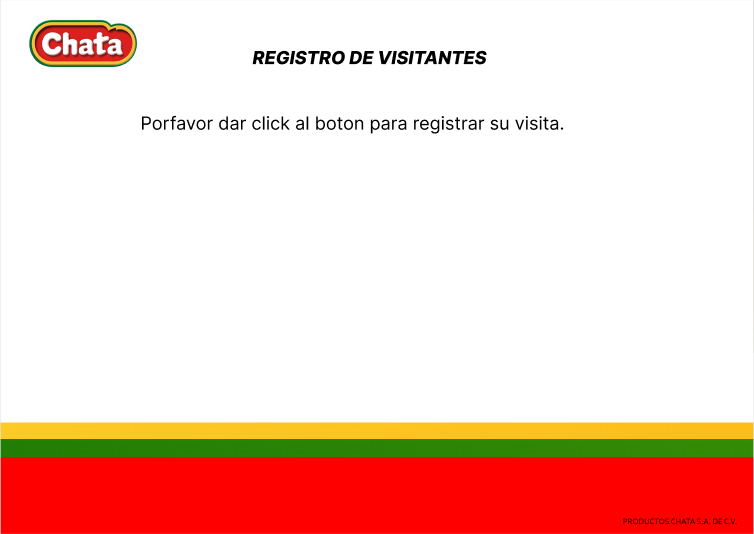 Chata
REGISTRO DE VISITANTES
Porfavor dar click al boton para registrar su visita.
PRODUCTOS CHATA S.A. DE C.V.